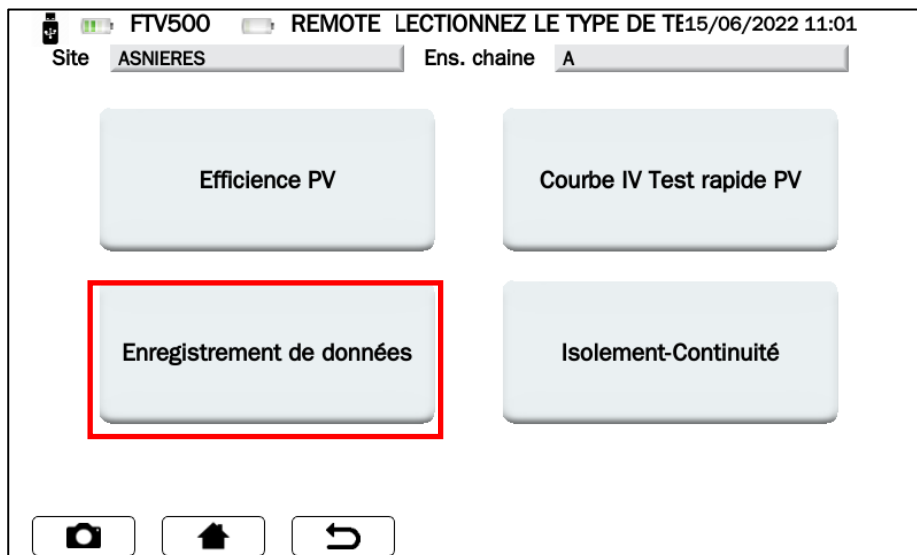 FTV500 REMOTE LECTIONNEZ LE TYPE DE TE15/06/2022 11:01
Site ASNIERES Ens. chaine A
Efficience PV Courbe IV Test rapide PV
Enregistrement de données Isolement-Continuité